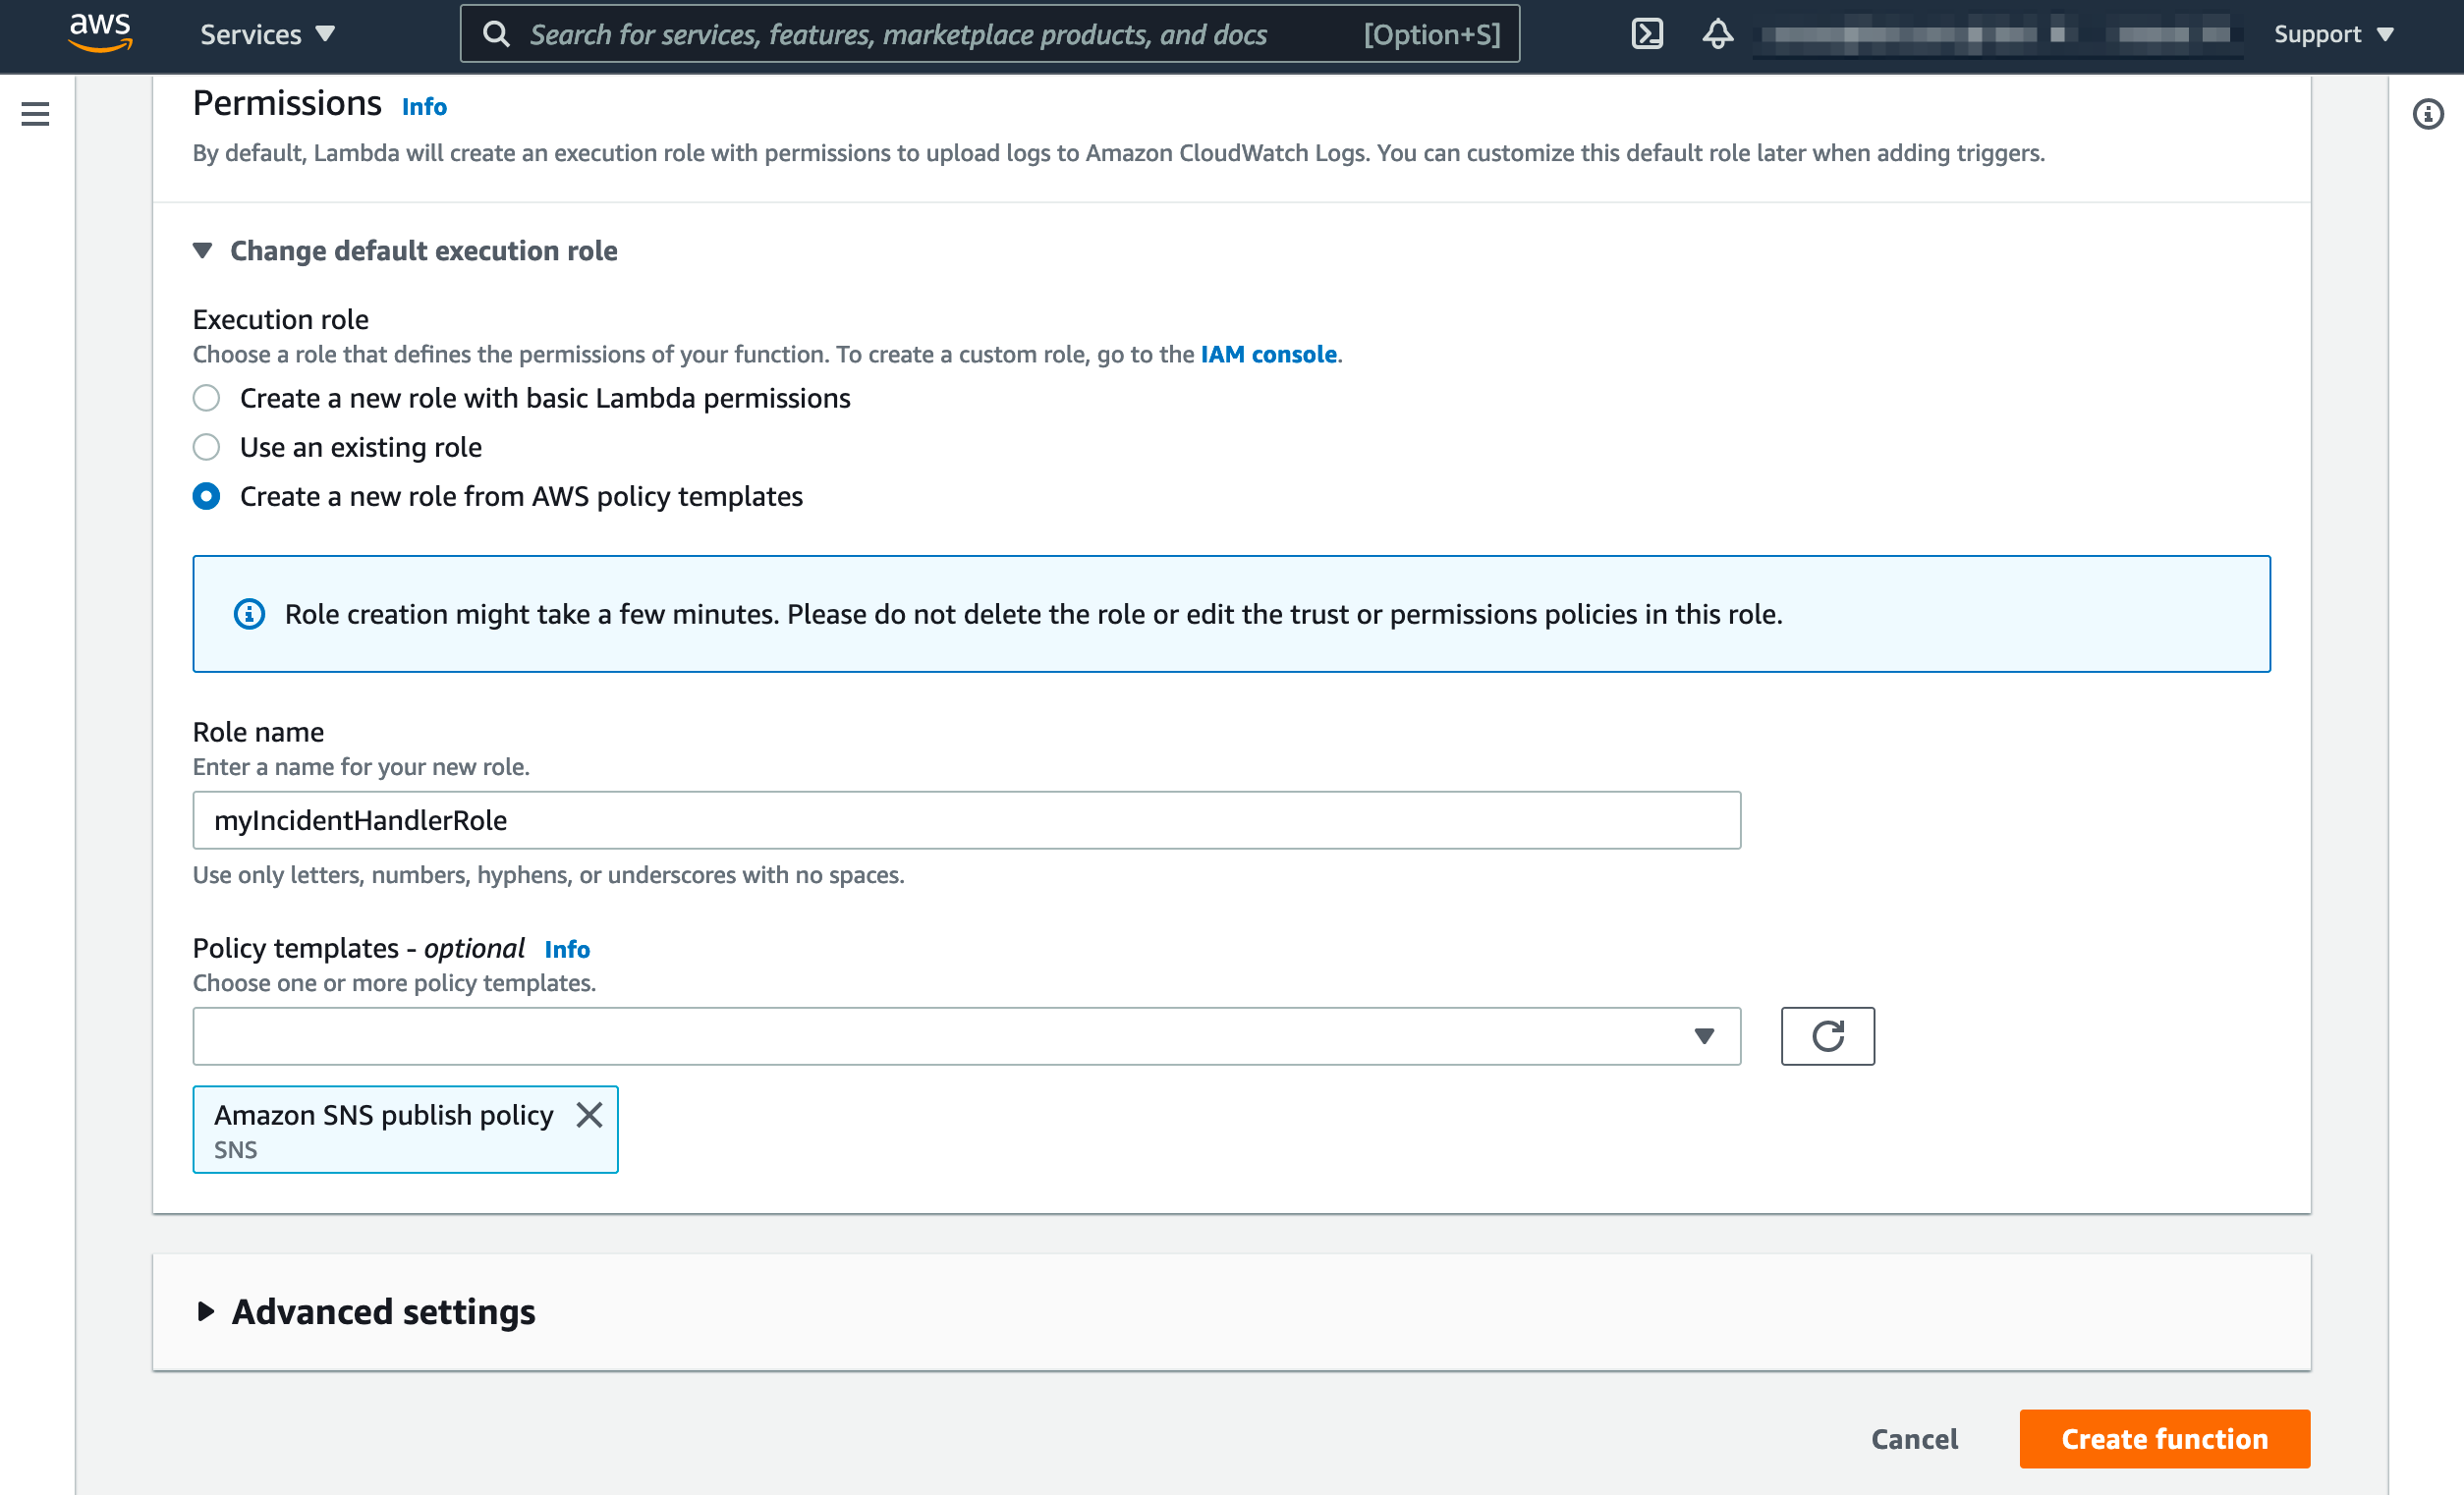 aws
Services
Search for services, features, marketplace products, and docs [Option+S]
Support
Permissions Info
By default, Lambda will create an execution role with permissions to upload logs to Amazon CloudWatch Logs. You can customize this default role later when adding triggers.
Change default execution role
Execution role
Choose a role that defines the permissions of your function. To create a custom role, go to the IAM console.
Create a new role with basic Lambda permissions
Use an existing role
Create a new role from AWS policy templates
Role creation might take a few minutes. Please do not delete the role or edit the trust or permissions policies in this role.
Role name
Enter a name for your new role.
myIncidentHandlerRole
Use only letters, numbers, hyphens, or underscores with no spaces.
Policy templates - optional Info
Choose one or more policy templates.
Amazon SNS publish policy
SNS
Advanced settings
Cancel
Create function